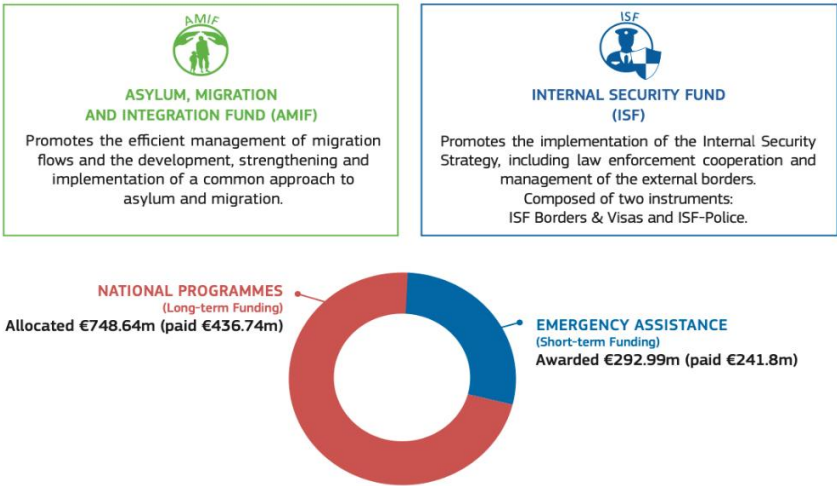 AMIF
ASYLUM, MIGRATION
AND INTEGRATION FUND (AMIF)
Promotes the efficient management of migration
flows and the development, strengthening and
implementation of a common approach to
asylum and migration.
ISF
INTERNAL SECURITY FUND
(ISF)
Promotes the implementation of the Internal Security
Strategy, including law enforcement cooperation and
management of the external borders.
Composed of two instruments:
ISF Borders & Visas and ISF-Police.
NATIONAL PROGRAMMES
(Long-term Funding)
Allocated €748.64m (paid €436.74m)
EMERGENCY ASSISTANCE
(Short-term Funding)
Awarded €292.99m (paid €241.8m)